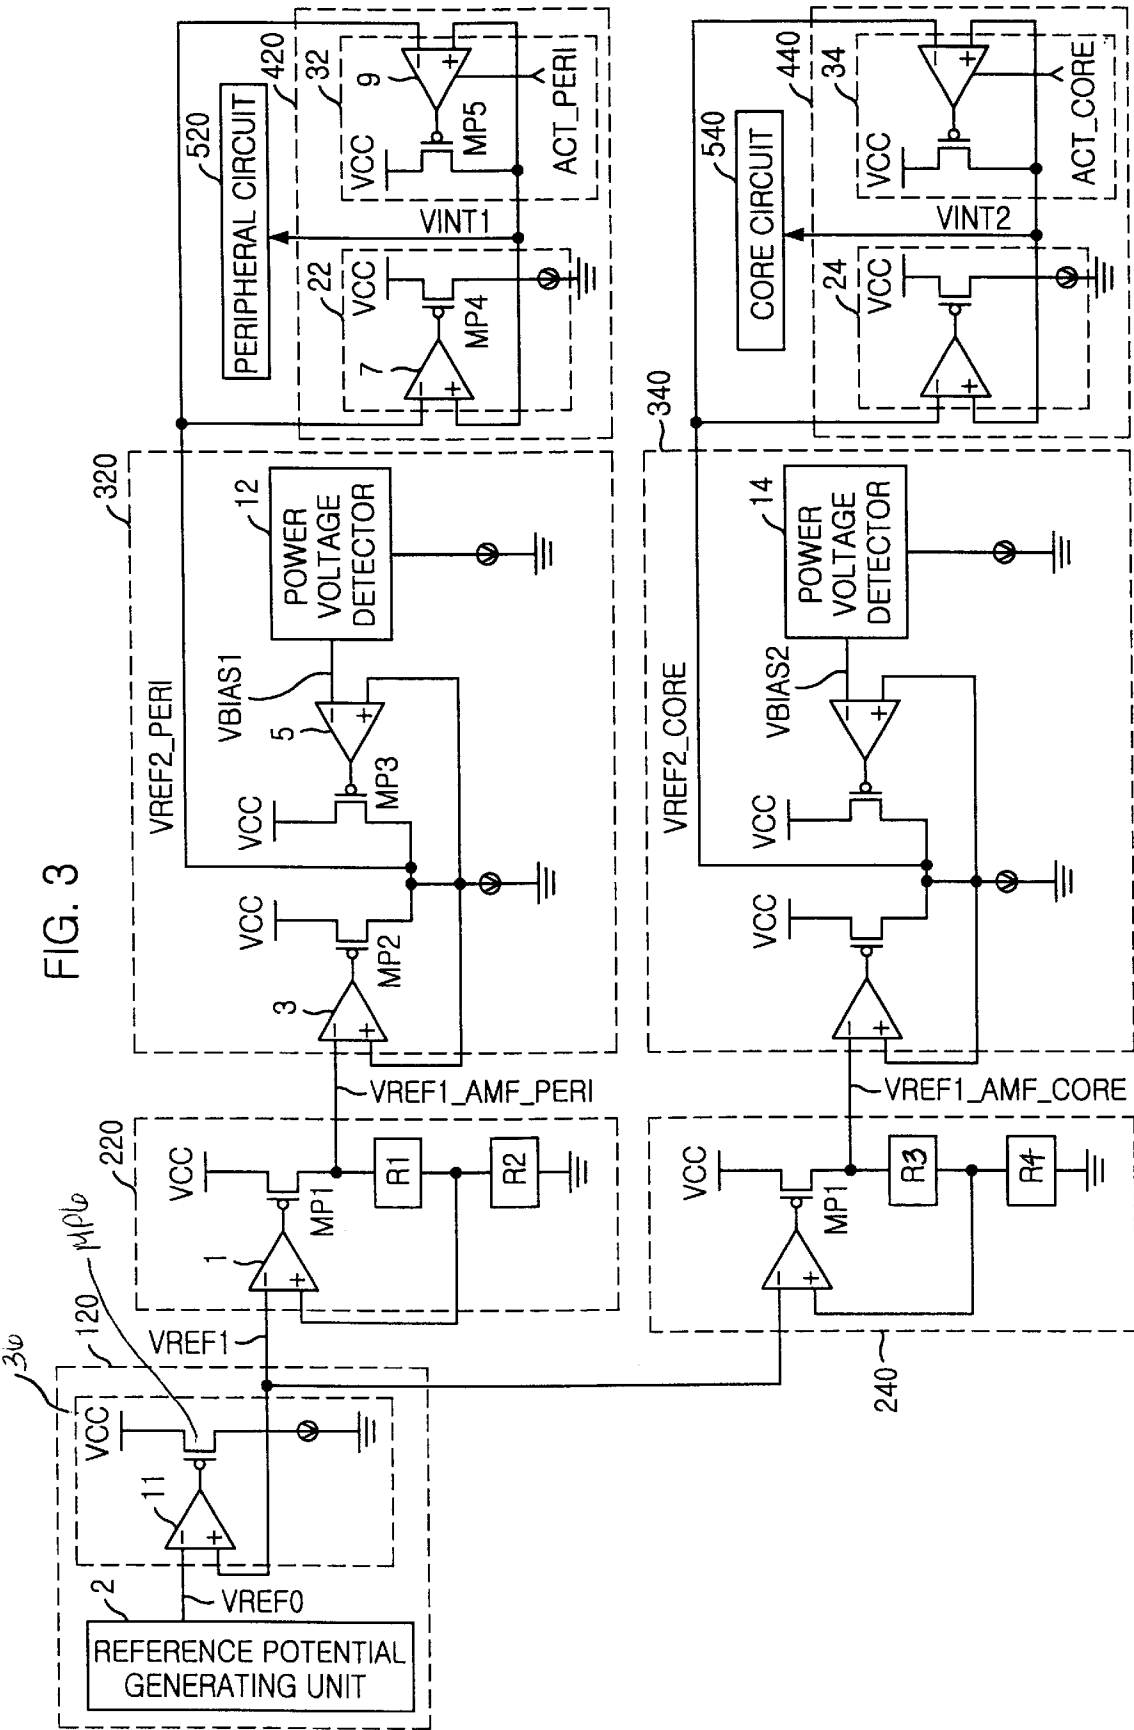 FIG. 3
REFERENCE POTENTIAL
GENERATING UNIT
2
VREF0
36
120
MP6
VCC
11
VREF1
220
VCC
1
MP1
R1
R2
VREF1_AMF_PERI
320
VREF2_PERI
VCC
3
MP2
VCC
5
MP3
VBIAS1
12
POWER
VOLTAGE
DETECTOR
420
520
PERIPHERAL CIRCUIT
22
VCC
7
MP4
VINT1
32
VCC
9
MP5
ACT_PERI
240
VCC
MP1
R3
R4
VREF1_AMF_CORE
340
VREF2_CORE
VCC
VCC
VBIAS2
14
POWER
VOLTAGE
DETECTOR
440
540
CORE CIRCUIT
24
VCC
VINT2
34
VCC
ACT_CORE
- +
- +
- +
- +
- +
- +
- +
- +
- +
- +
- +